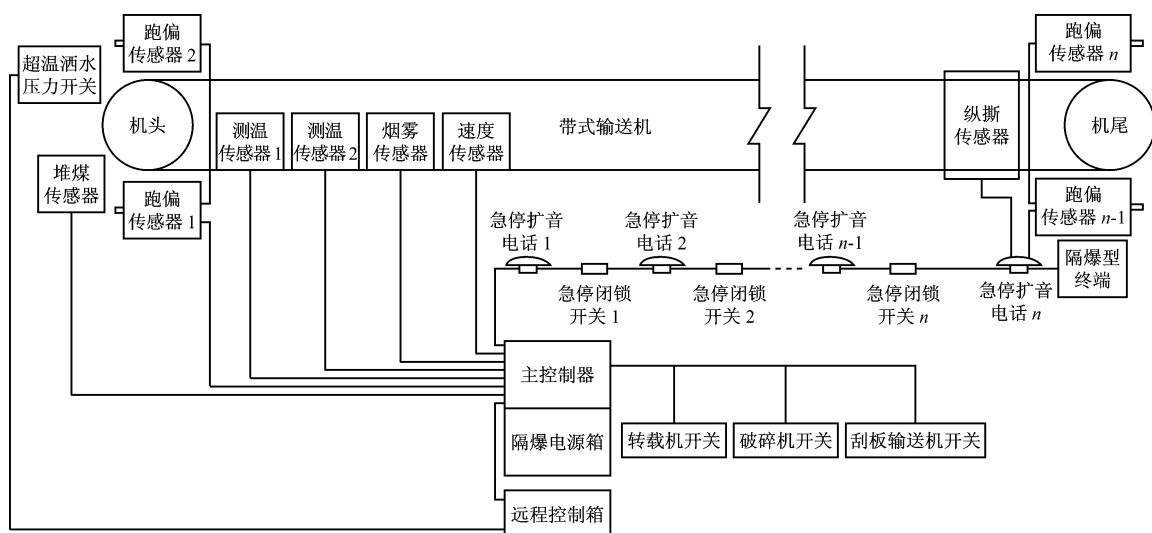 跑偏
传感器 2
跑偏
传感器 n
超温洒水
压力开关
机头
测温
传感器1
测温
传感器2
烟雾
传感器
速度
传感器
带式输送机
纵撕
传感器
机尾
堆煤
传感器
跑偏
传感器 1
跑偏
传感器 n-1
急停扩音
电话 1
急停扩音
电话 2
急停扩音
电话 n-1
隔爆型
终端
急停闭锁
开关 1
急停闭锁
开关 2
急停闭锁
开关 n
急停扩音
电话 n
主控制器
隔爆电源箱
转载机开关
破碎机开关
刮板输送机开关
远程控制箱